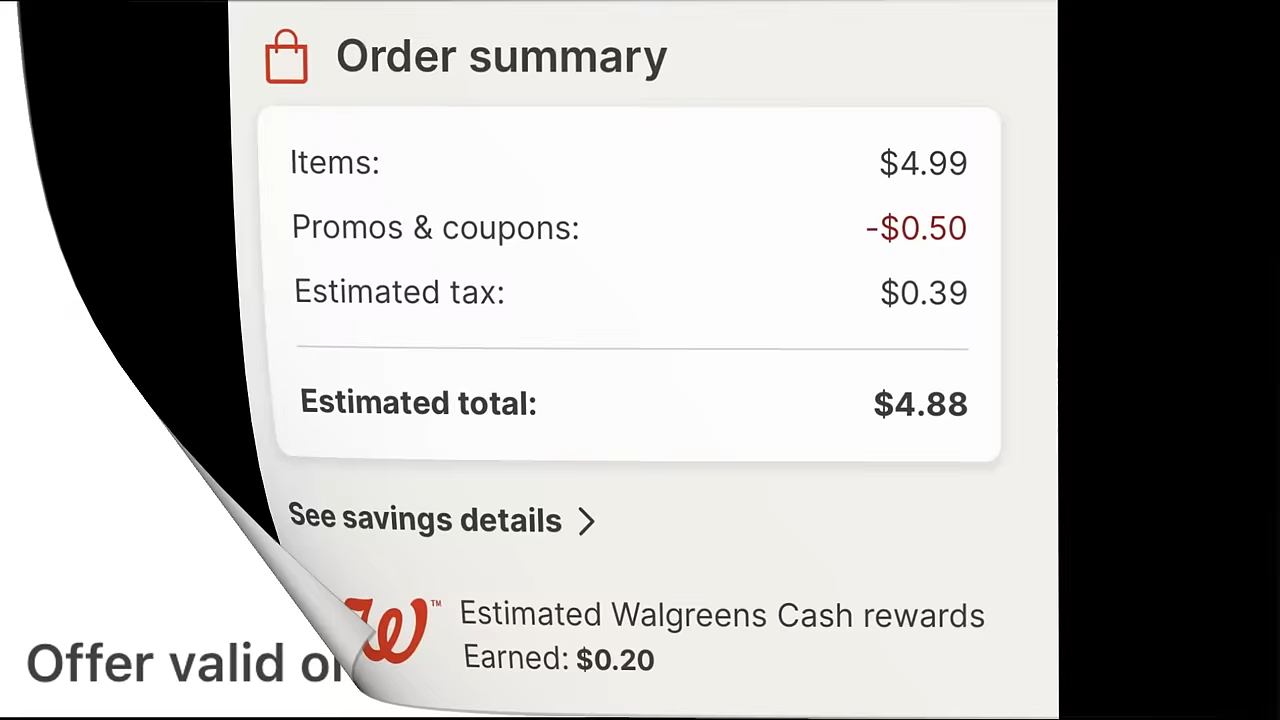 Order summary
Items: $4.99
Promos & coupons: -$0.50
Estimated tax: $0.39
Estimated total: $4.88
See savings details
W™ Estimated Walgreens Cash rewards
Earned: $0.20
Offer valid